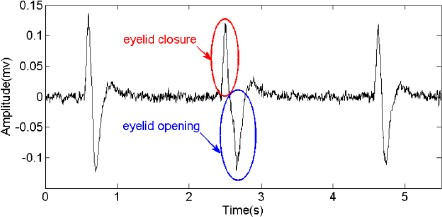 0.15
0.1
0.05
0
-0.05
-0.1
Amplitude(mv)
eyelid closure
eyelid opening
0 1 2 3 4 5
Time(s)